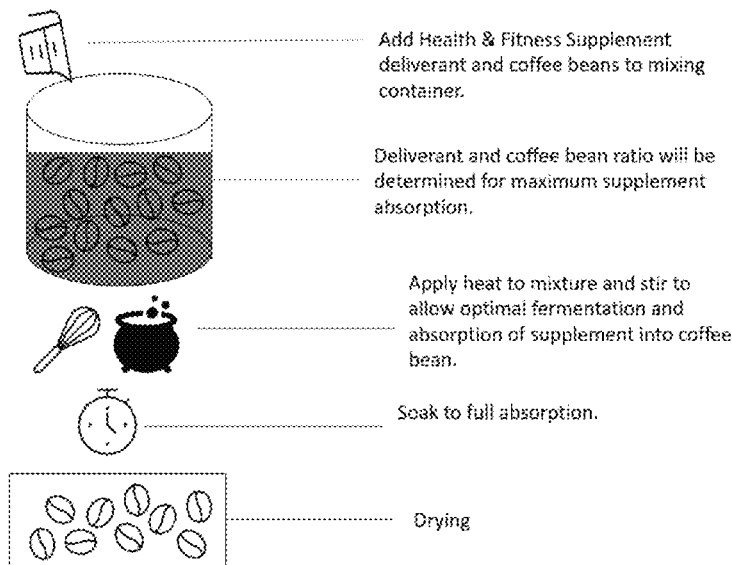 Add Health & Fitness Supplement
deliverant and coffee beans to mixing
container.
Deliverant and coffee bean ratio will be
determined for maximum supplement
absorption.
Apply heat to mixture and stir to
allow optimal fermentation and
absorption of supplement into coffee
bean.
Soak to full absorption.
Drying